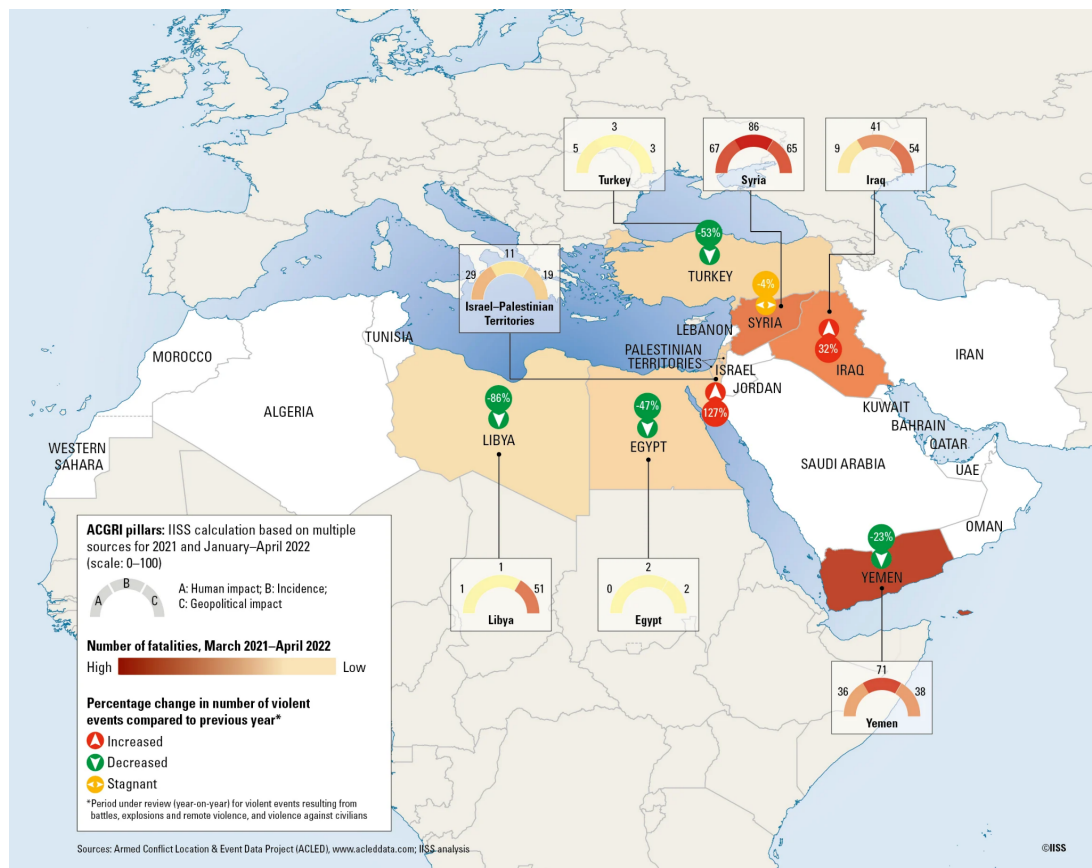 3
5
3
Turkey
86
67
65
Syria
41
9
54
Iraq
11
29
19
Israel–Palestinian
Territories
-53%
TURKEY
-4%
SYRIA
LEBANON
32%
IRAQ
IRAN
TUNISIA
MOROCCO
ALGERIA
WESTERN
SAHARA
PALESTINIAN
TERRITORIES
ISRAEL
JORDAN
127%
-86%
LIBYA
-47%
EGYPT
KUWAIT
BAHRAIN
QATAR
UAE
SAUDI ARABIA
OMAN
-23%
YEMEN
1
1
51
Libya
2
0
2
Egypt
71
36
38
Yemen
ACGRI pillars: IISS calculation based on multiple
sources for 2021 and January–April 2022
(scale: 0–100)
A
B
C
A: Human impact; B: Incidence;
C: Geopolitical impact
Number of fatalities, March 2021–April 2022
High
Low
Percentage change in number of violent
events compared to previous year*
Increased
Decreased
Stagnant
*Period under review (year-on-year) for violent events resulting from
battles, explosions and remote violence, and violence against civilians
Sources: Armed Conflict Location & Event Data Project (ACLED), www.acleddata.com; IISS analysis
©IISS